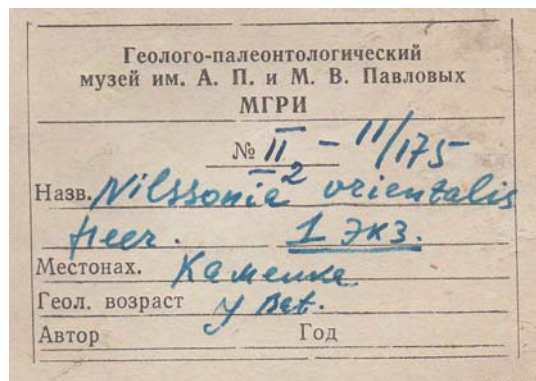 Геолого-палеонтологический
музей им. А. П. и М. В. Павловых
МГРИ
№ II - 11/175
Назв. Nilssonia orientalis
Heer. 1 экз.
Местонах. Каменка
Геол. возраст
Автор Год